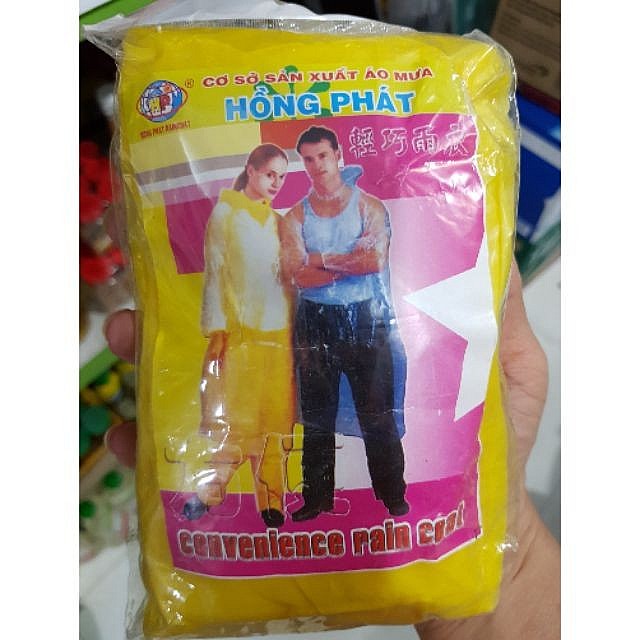 CƠ SỞ SẢN XUẤT ÁO MƯA
HỒNG PHÁT
輕巧雨衣
convenience rain coat